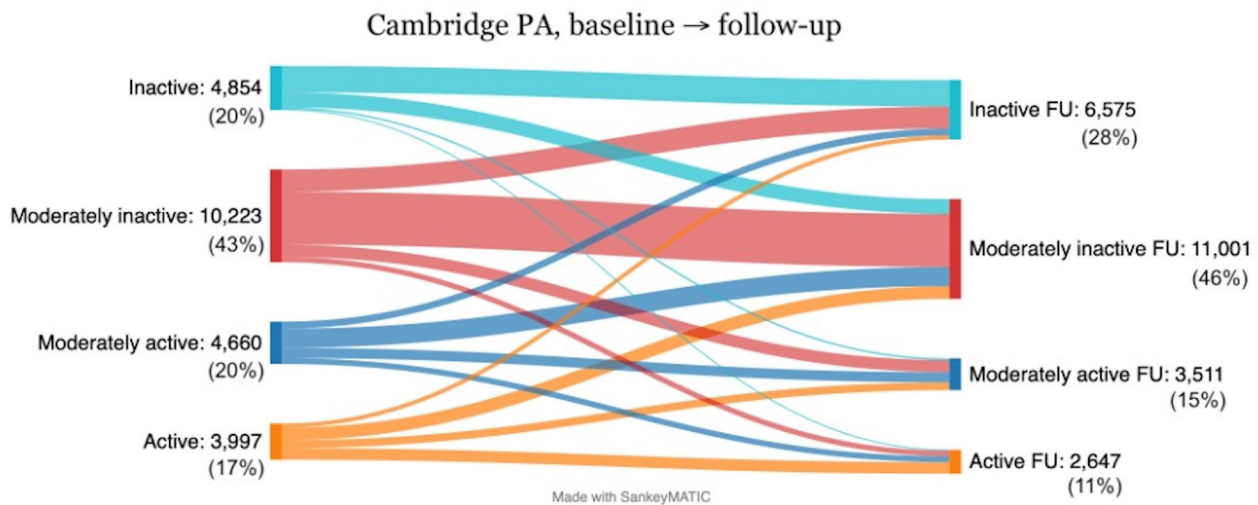 Cambridge PA, baseline → follow-up
Inactive: 4,854
(20%)
Moderately inactive: 10,223
(43%)
Moderately active: 4,660
(20%)
Active: 3,997
(17%)
Inactive FU: 6,575
(28%)
Moderately inactive FU: 11,001
(46%)
Moderately active FU: 3,511
(15%)
Active FU: 2,647
(11%)
Made with SankeyMATIC